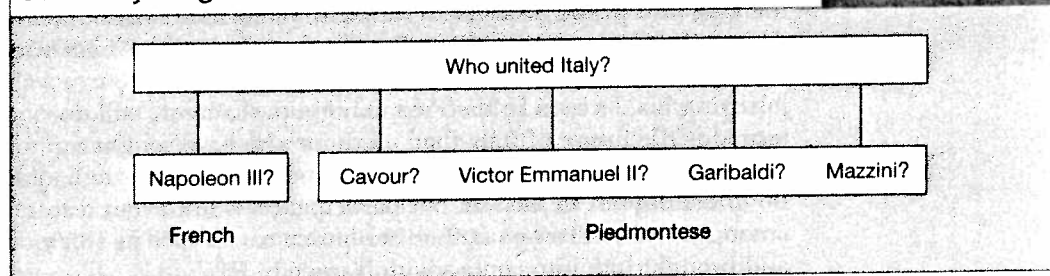 Who united Italy?
Napoleon III? Cavour? Victor Emmanuel II? Garibaldi? Mazzini?
French Piedmontese